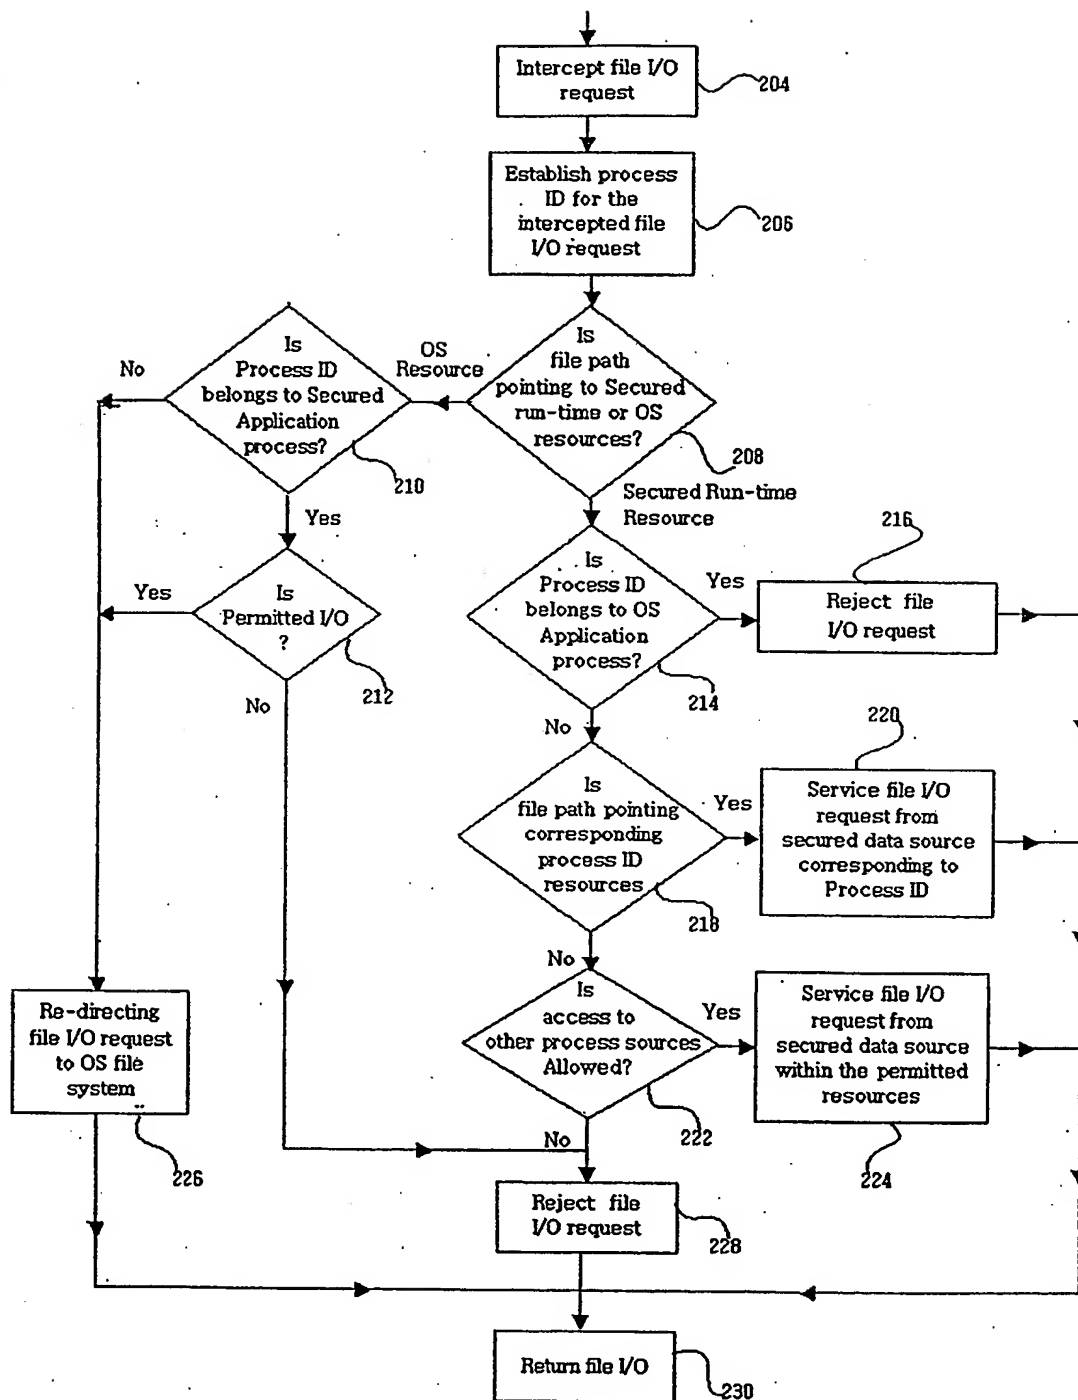 Intercept file I/O
request
204
Establish process
ID for the
intercepted file
I/O request
206
Is
file path
pointing to Secured
run-time or OS
resources?
208
OS
Resource
Is
Process ID
belongs to Secured
Application
process?
210
No
Yes
Secured Run-time
Resource
Is
Permitted I/O
?
212
Yes
No
Is
Process ID
belongs to OS
Application
process?
214
Yes
216
Reject file
I/O request
No
Is
file path pointing
corresponding
process ID
resources
218
Yes
220
Service file I/O
request from
secured data source
corresponding to
Process ID
No
Is
access to
other process sources
Allowed?
222
Yes
Service file I/O
request from
secured data source
within the permitted
resources
224
Re-directing
file I/O request
to OS file
system
226
No
Reject file
I/O request
228
Return file I/O
230